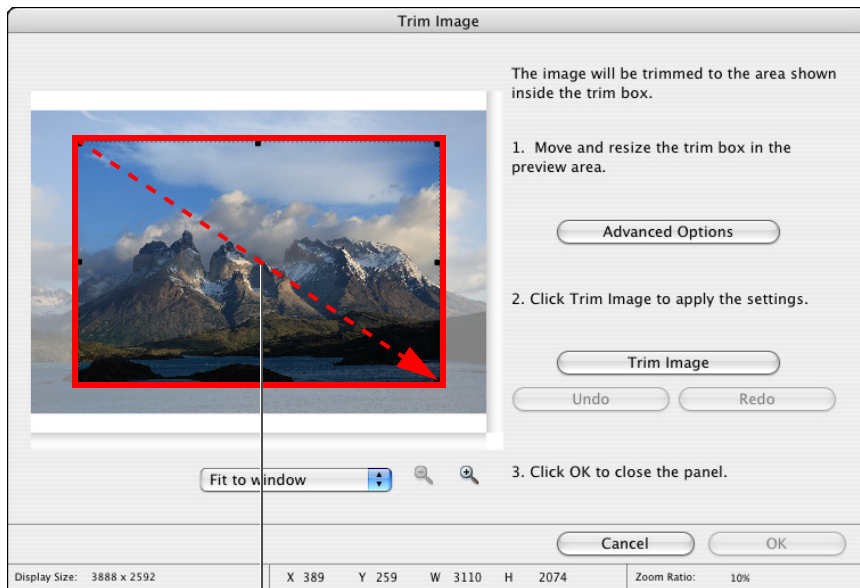 Trim Image
The image will be trimmed to the area shown
inside the trim box.
1. Move and resize the trim box in the
preview area.
Advanced Options
2. Click Trim Image to apply the settings.
Trim Image
Undo Redo
Fit to window
3. Click OK to close the panel.
Cancel OK
Display Size: 3888 x 2592 X 389 Y 259 W 3110 H 2074 Zoom Ratio: 10%